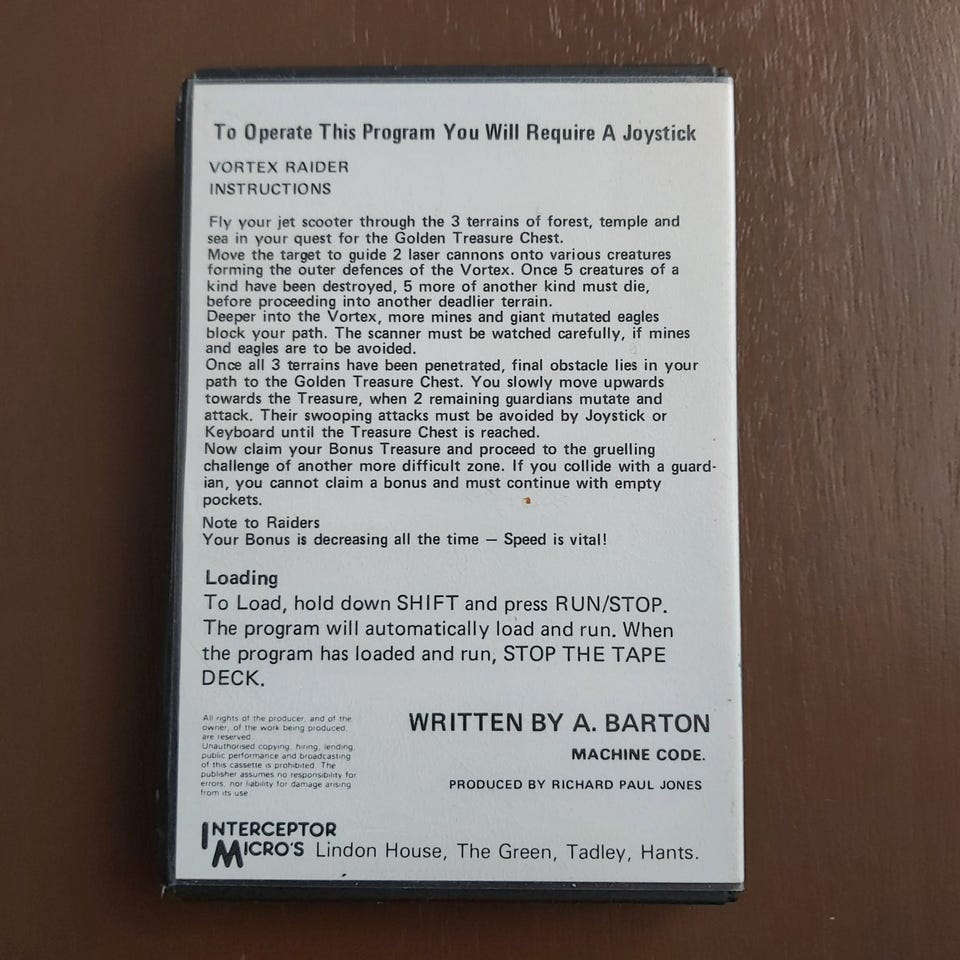 To Operate This Program You Will Require A Joystick
VORTEX RAIDER
INSTRUCTIONS
Fly your jet scooter through the 3 terrains of forest, temple and
sea in your quest for the Golden Treasure Chest.
Move the target to guide 2 laser cannons onto various creatures
forming the outer defences of the Vortex. Once 5 creatures of a
kind have been destroyed, 5 more of another kind must die,
before proceeding into another deadlier terrain.
Deeper into the Vortex, more mines and giant mutated eagles
block your path. The scanner must be watched carefully, if mines
and eagles are to be avoided.
Once all 3 terrains have been penetrated, final obstacle lies in your
path to the Golden Treasure Chest. You slowly move upwards
towards the Treasure, when 2 remaining guardians mutate and
attack. Their swooping attacks must be avoided by Joystick or
Keyboard until the Treasure Chest is reached.
Now claim your Bonus Treasure and proceed to the gruelling
challenge of another more difficult zone. If you collide with a guard-
ian, you cannot claim a bonus and must continue with empty
pockets.
Note to Raiders
Your Bonus is decreasing all the time — Speed is vital!
Loading
To Load, hold down SHIFT and press RUN/STOP.
The program will automatically load and run. When
the program has loaded and run, STOP THE TAPE
DECK.
All rights of the producer, and of the
owner, of the work being produced,
are reserved.
Unauthorised copying, hiring, lending,
public performance and broadcasting
of this cassette is prohibited. The
publisher assumes no responsibility for
errors, nor liability for damage arising
from its use.
WRITTEN BY A. BARTON
MACHINE CODE.
PRODUCED BY RICHARD PAUL JONES
INTERCEPTOR
MICRO'S Lindon House, The Green, Tadley, Hants.